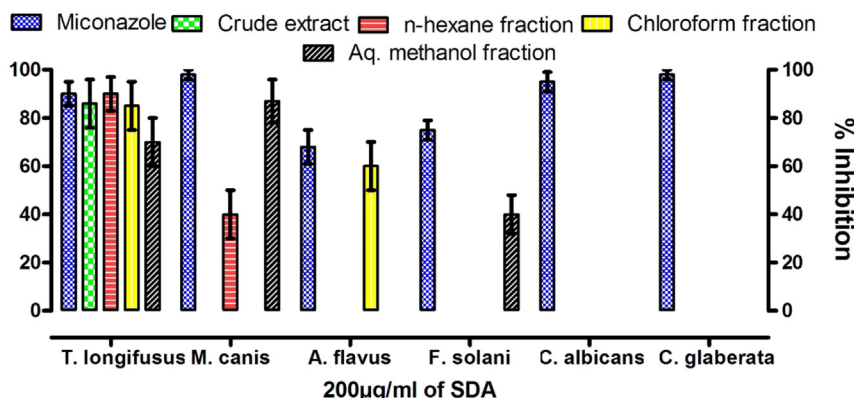 Miconazole Crude extract n-hexane fraction Chloroform fraction
Aq. methanol fraction
100 100
80 80
60 60
40 40
20 20
0 0
% Inhibition
T. longifusus M. canis A. flavus F. solani C. albicans C. glaberata
200µg/ml of SDA